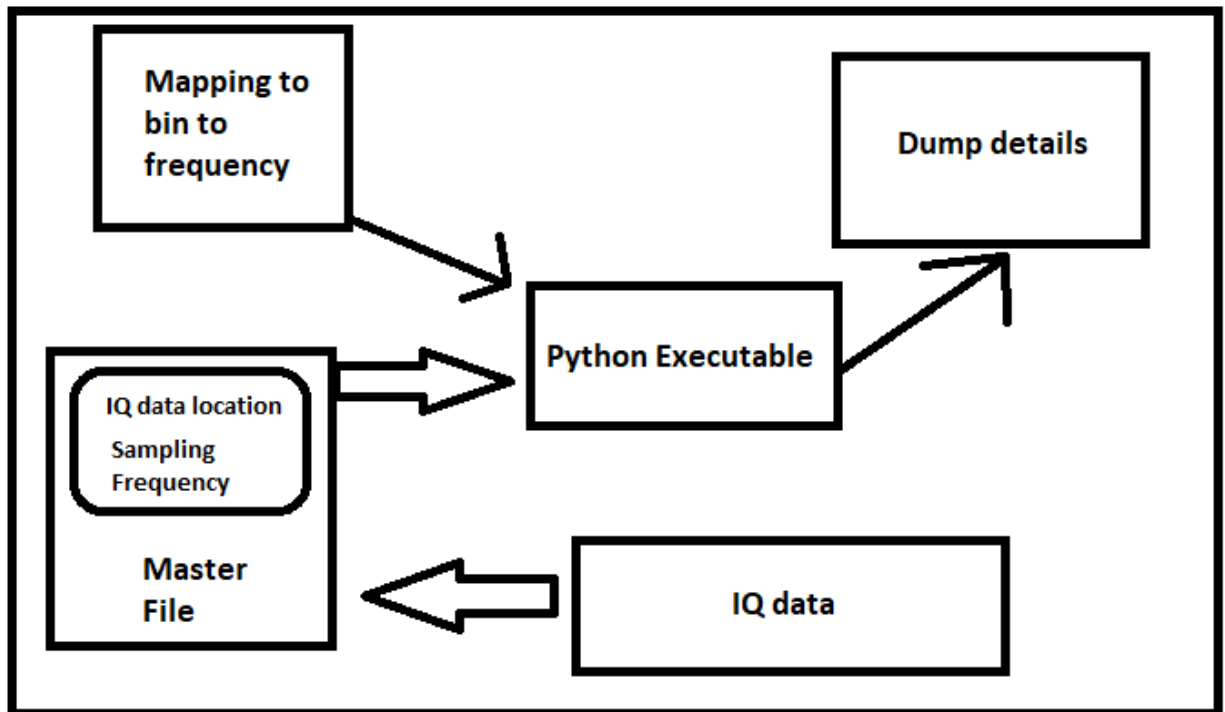 Mapping to
bin to
frequency
Dump details
Python Executable
IQ data location
Sampling
Frequency
Master
File
IQ data